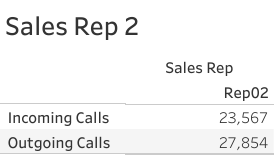 Sales Rep 2
Sales Rep
Rep02
Incoming Calls 23,567
Outgoing Calls 27,854